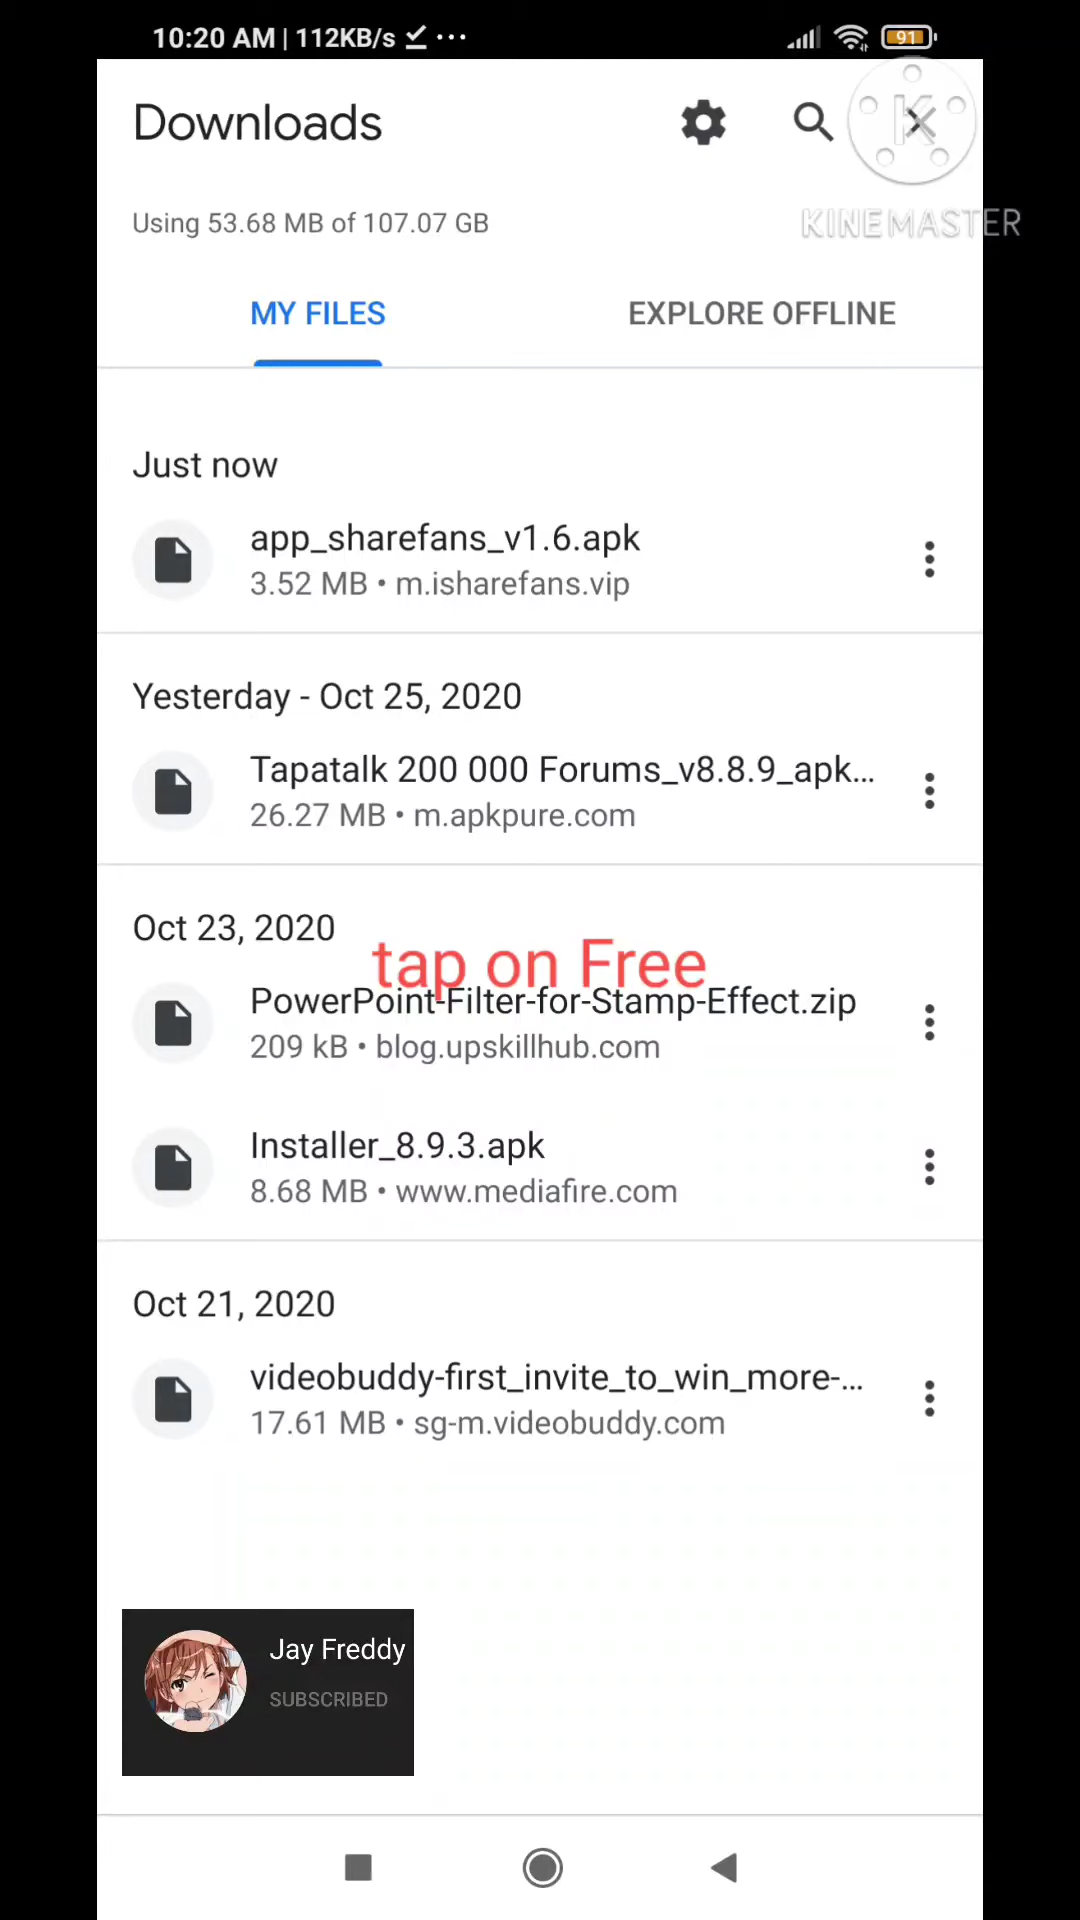 10:20 AM | 112KB/s ...
91
Downloads
K
KINEMASTER
Using 53.68 MB of 107.07 GB
MY FILES
EXPLORE OFFLINE
Just now
app_sharefans_v1.6.apk
3.52 MB • m.isharefans.vip
Yesterday - Oct 25, 2020
Tapatalk 200 000 Forums_v8.8.9_apk...
26.27 MB • m.apkpure.com
Oct 23, 2020
tap on Free
PowerPoint-Filter-for-Stamp-Effect.zip
209 kB • blog.upskillhub.com
Installer_8.9.3.apk
8.68 MB • www.mediafire.com
Oct 21, 2020
videobuddy-first_invite_to_win_more-...
17.61 MB • sg-m.videobuddy.com
Jay Freddy
SUBSCRIBED